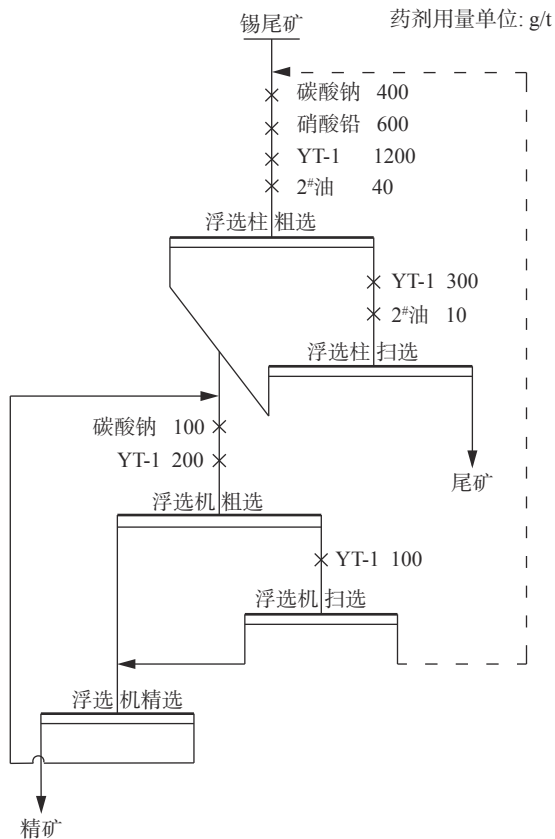 锡尾矿
药剂用量单位: g/t
碳酸钠 400
硝酸铅 600
YT-1 1200
2#油 40
浮选柱 粗选
YT-1 300
2#油 10
浮选柱 扫选
碳酸钠 100
YT-1 200
尾矿
浮选机 粗选
YT-1 100
浮选机 扫选
浮选机精选
精矿